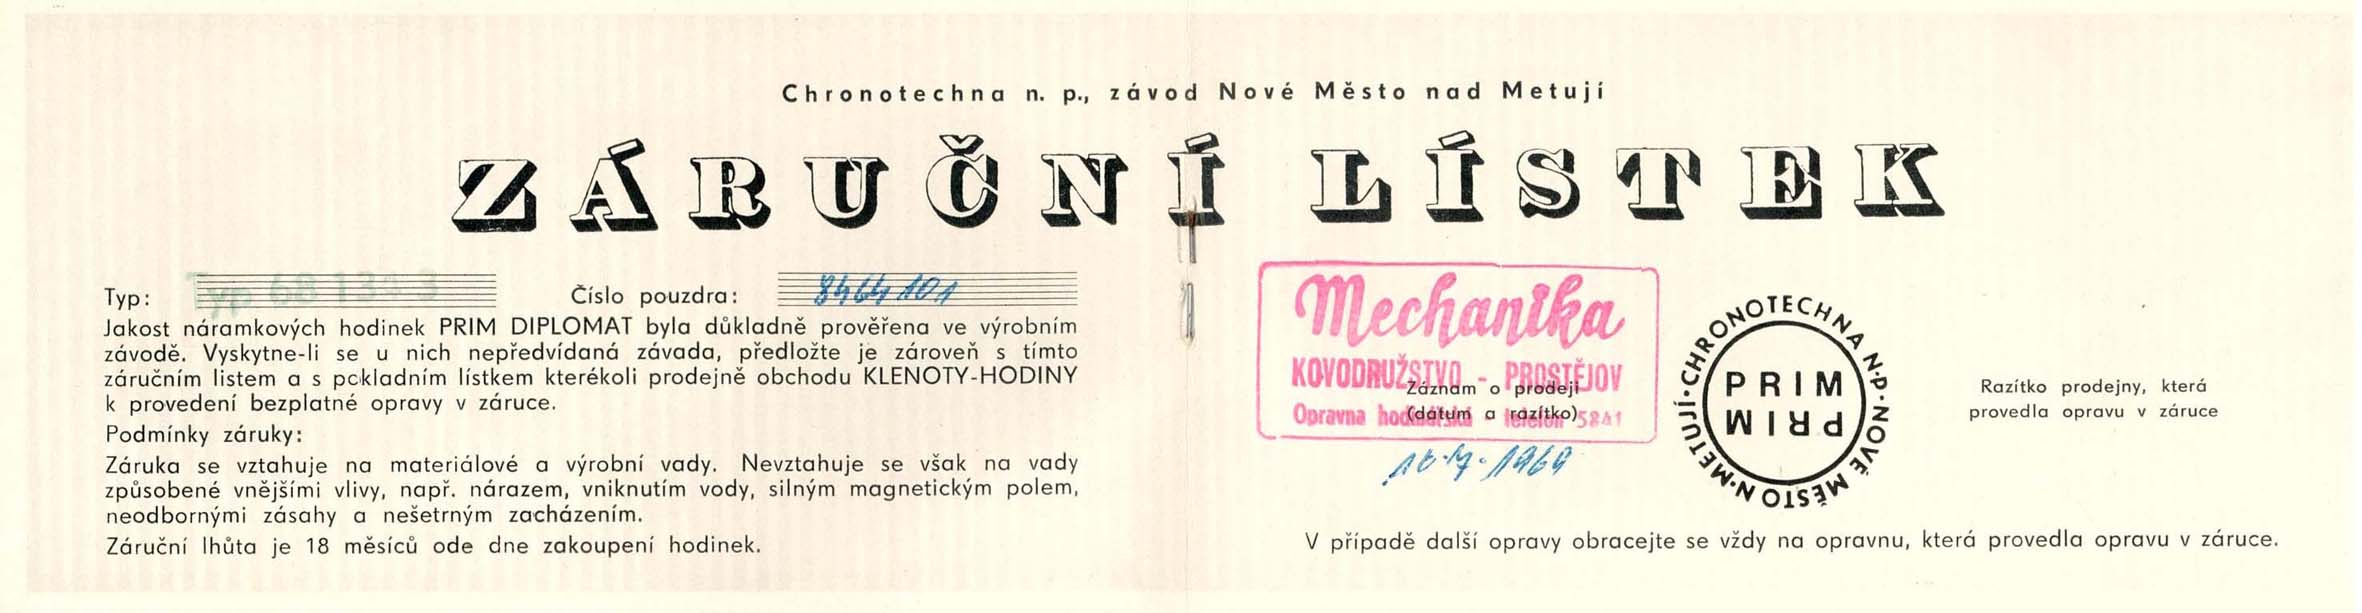 Chronotechna n. p., závod Nové Město nad Metují
ZÁRUČNÍ LÍSTEK
Typ: Typ 68 Číslo pouzdra: 8464101
Jakost náramkových hodinek PRIM DIPLOMAT byla důkladně prověřena ve výrobním
závodě. Vyskytne-li se u nich nepředvídaná závada, předložte je zároveň s tímto
záručním listem a s pokladním lístkem kterékoli prodejně obchodu KLENOTY-HODINY
k provedení bezplatné opravy v záruce.
Podmínky záruky:
Záruka se vztahuje na materiálové a výrobní vady. Nevztahuje se však na vady
způsobené vnějšími vlivy, např. nárazem, vniknutím vody, silným magnetickým polem,
neodbornými zásahy a nešetrným zacházením.
Záruční lhůta je 18 měsíců ode dne zakoupení hodinek.
Mechanika
KOVODRUŽSTVO - PROSTĚJOV
Opravna hodinářská - telefon 5841
Záznam o prodeji
(datum a razítko)
1969
CHRONOTECHNA N.P. NOVÉ MĚSTO N. METUJÍ
PRIM
PRIM
Razítko prodejny, která
provedla opravu v záruce
V případě další opravy obracejte se vždy na opravnu, která provedla opravu v záruce.